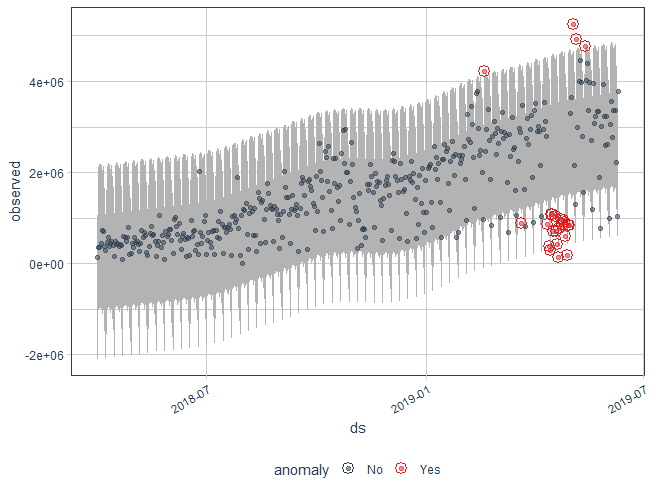 observed
4e+06
2e+06
0e+00
-2e+06
2018-07
2019-01
2019-07
ds
anomaly No Yes